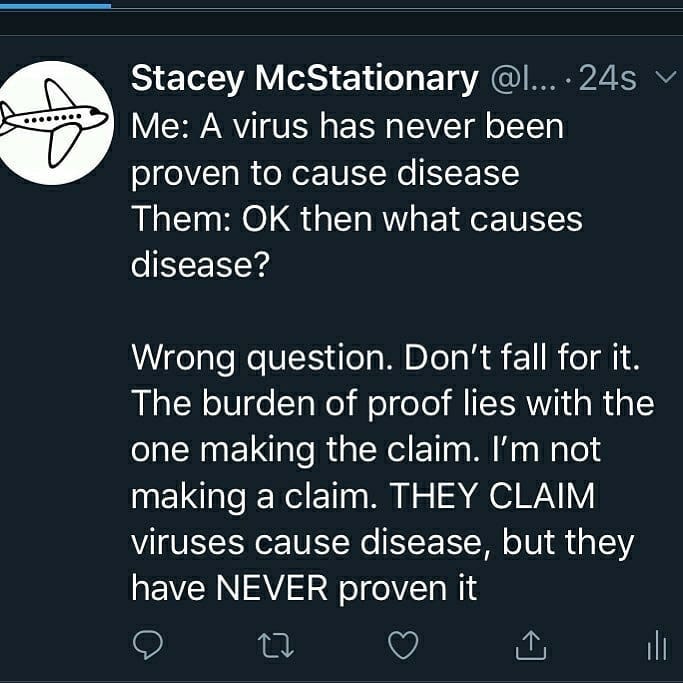 Stacey McStationary @l... · 24s
Me: A virus has never been
proven to cause disease
Them: OK then what causes
disease?
Wrong question. Don’t fall for it.
The burden of proof lies with the
one making the claim. I’m not
making a claim. THEY CLAIM
viruses cause disease, but they
have NEVER proven it